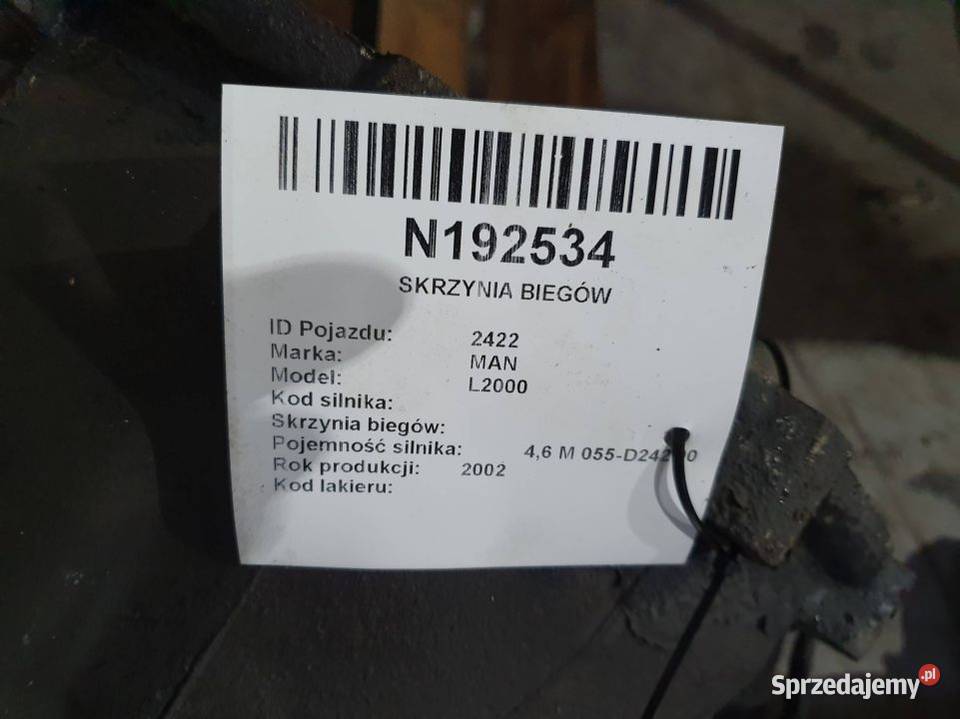 N192534
SKRZYNIA BIEGÓW
ID Pojazdu: 2422
Marka: MAN
Model: L2000
Kod silnika:
Skrzynia biegów:
Pojemność silnika: 4,6 M 055-
Rok produkcji: 2002
Kod lakieru:
Sprzedajemy.pl